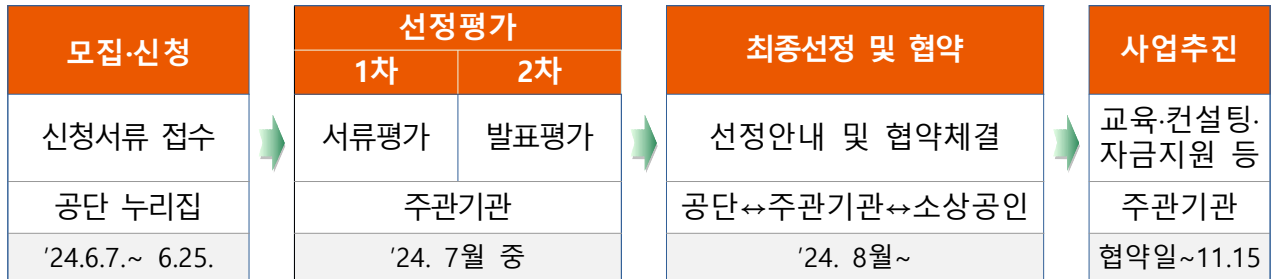 모집·신청
신청서류 접수
공단 누리집
'24.6.7.~ 6.25.
선정평가
1차 2차
서류평가 발표평가
주관기관
'24. 7월 중
최종선정 및 협약
선정안내 및 협약체결
공단↔주관기관↔소상공인
'24. 8월~
사업추진
교육·컨설팅·
자금지원 등
주관기관
협약일~11.15